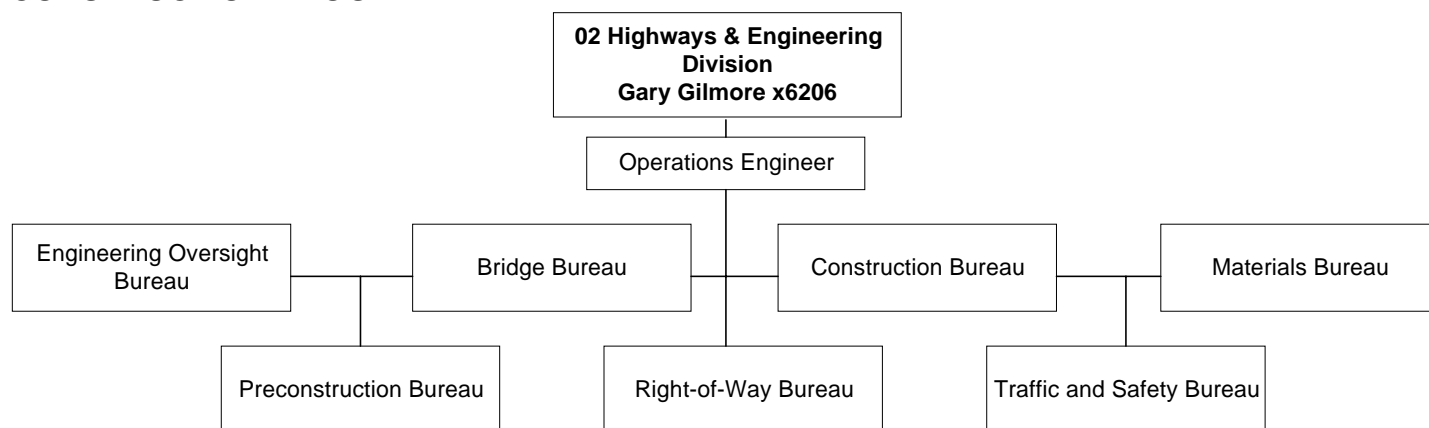 02 Highways & Engineering
Division
Gary Gilmore x6206
Operations Engineer
Engineering Oversight
Bureau
Bridge Bureau
Construction Bureau
Materials Bureau
Preconstruction Bureau
Right-of-Way Bureau
Traffic and Safety Bureau